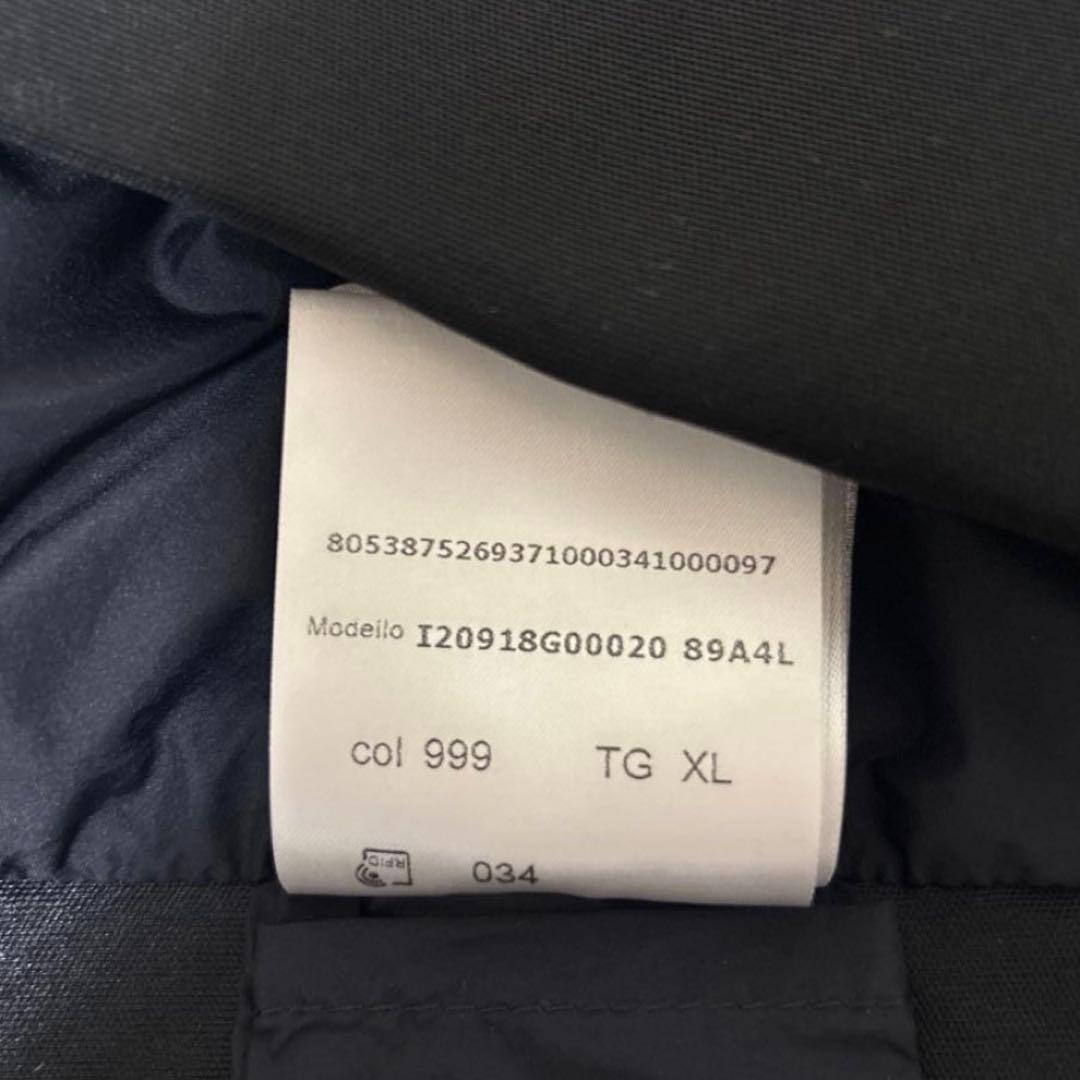 8053875269371000341000097
Modello I20918G00020 89A4L
col 999 TG XL
RFID 034